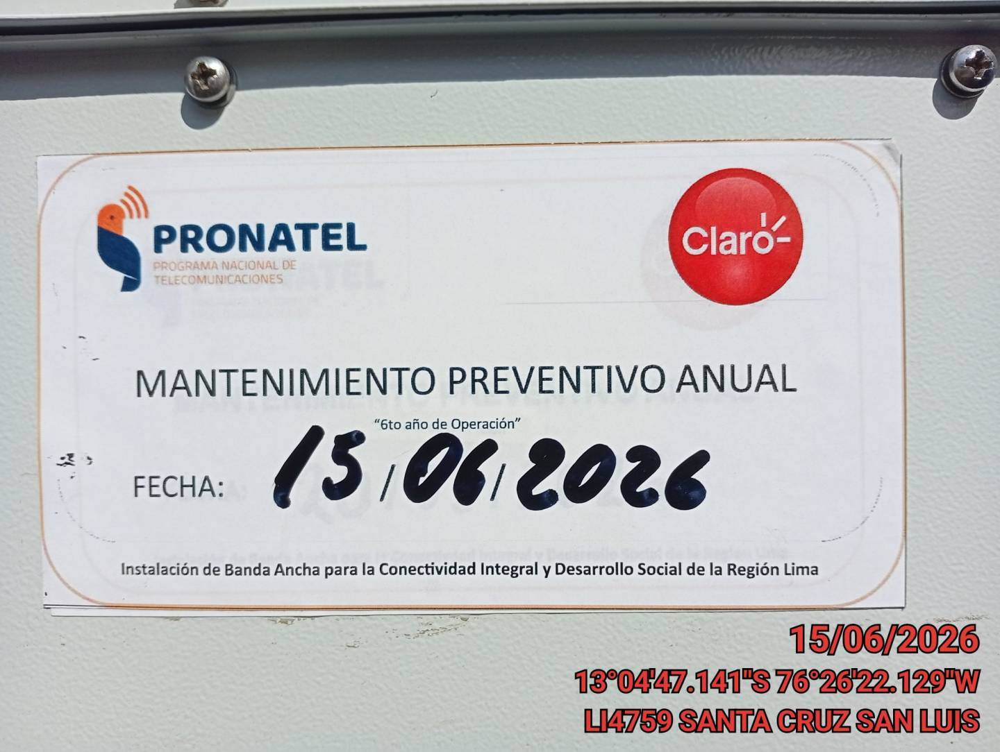 PRONATEL
PROGRAMA NACIONAL DE
TELECOMUNICACIONES
Claro
MANTENIMIENTO PREVENTIVO ANUAL
“6to año de Operación”
FECHA: 15/06/2026
Instalación de Banda Ancha para la Conectividad Integral y Desarrollo Social de la Región Lima
15/06/2026
13°04'47.141"S 76°26'22.129"W
LI4759 SANTA CRUZ SAN LUIS